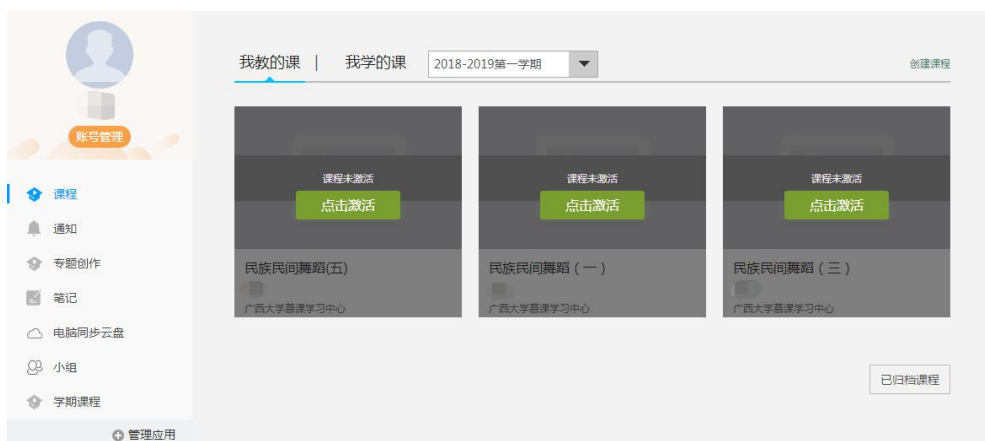 账号管理
课程
通知
专题创作
笔记
电脑同步云盘
小组
学期课程
管理应用
我教的课 | 我学的课 2018-2019第一学期 创建课程
课程未激活 课程未激活 课程未激活
点击激活 点击激活 点击激活
民族民间舞蹈(五) 民族民间舞蹈（一） 民族民间舞蹈（三）
广西大学慕课学习中心 广西大学慕课学习中心 广西大学慕课学习中心
已归档课程